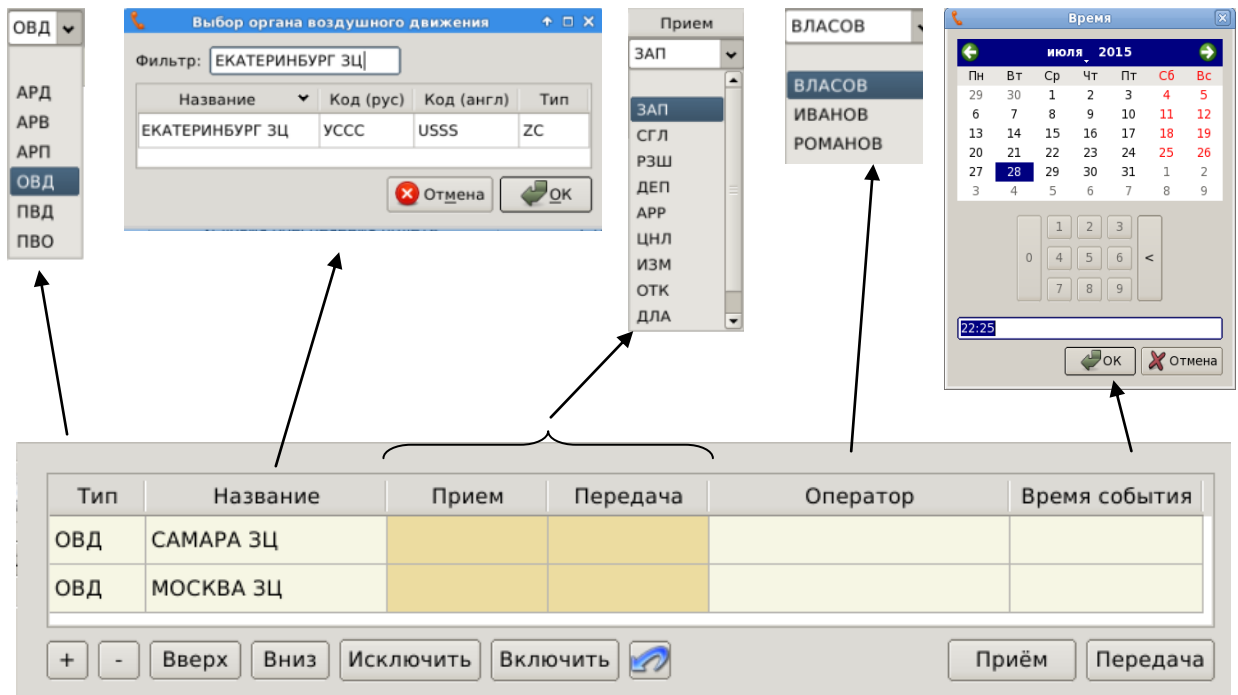 ОВД
АРД
АРВ
АРП
ОВД
ПВД
ПВО
Выбор органа воздушного движения
Фильтр: ЕКАТЕРИНБУРГ ЗЦ
Название Код (рус) Код (англ) Тип
ЕКАТЕРИНБУРГ ЗЦ УССС USSS ZC
Отмена ОК
Прием
ЗАП
ЗАП
СГЛ
РЗШ
ДЕП
АРР
ЦНЛ
ИЗМ
ОТК
ДЛА
ВЛАСОВ
ВЛАСОВ
ИВАНОВ
РОМАНОВ
Время
июля 2015
Пн Вт Ср Чт Пт Сб Вс
29 30 1 2 3 4 5
6 7 8 9 10 11 12
13 14 15 16 17 18 19
20 21 22 23 24 25 26
27 28 29 30 31 1 2
3 4 5 6 7 8 9
1 2 3
0 4 5 6 <
7 8 9
22:25
ОК Отмена
Тип Название Прием Передача Оператор Время события
ОВД САМАРА ЗЦ
ОВД МОСКВА ЗЦ
+ - Вверх Вниз Исключить Включить Приём Передача